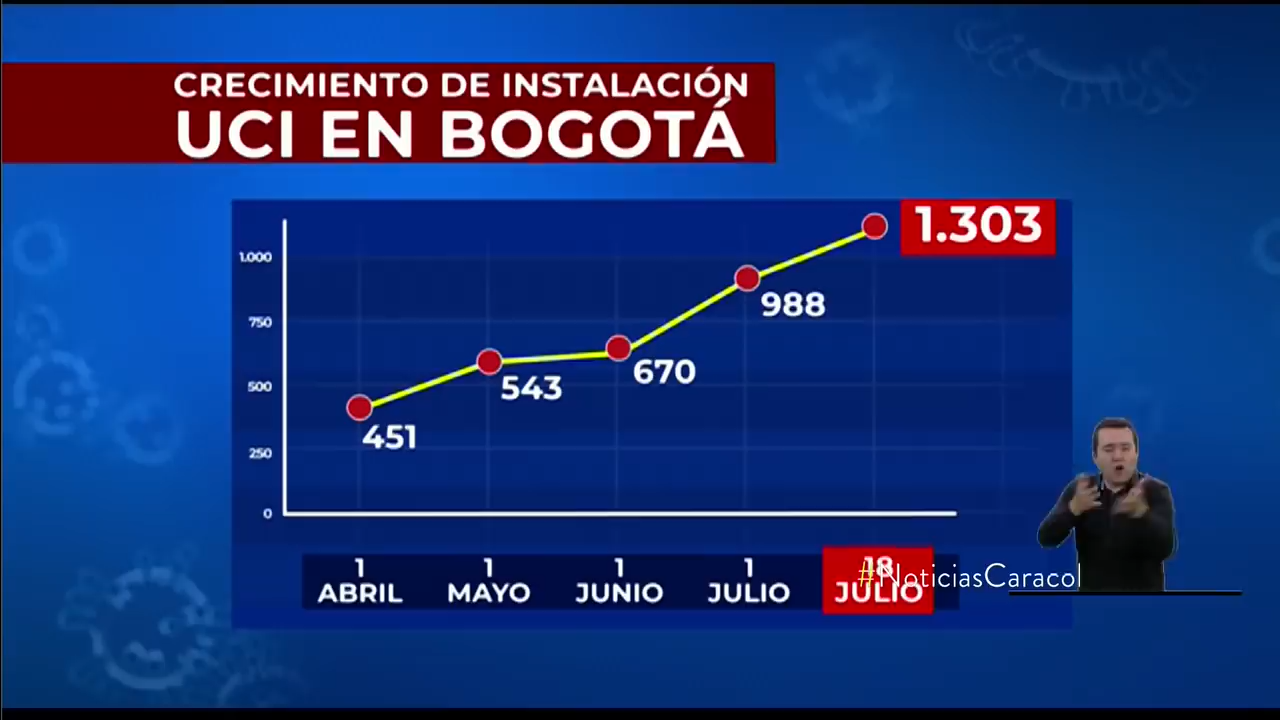 CRECIMIENTO DE INSTALACIÓN
UCI EN BOGOTÁ
1.303
1.000
988
750
670
543
500
451
250
0
1 ABRIL
1 MAYO
1 JUNIO
1 JULIO
18 JULIO
#NoticiasCaracol